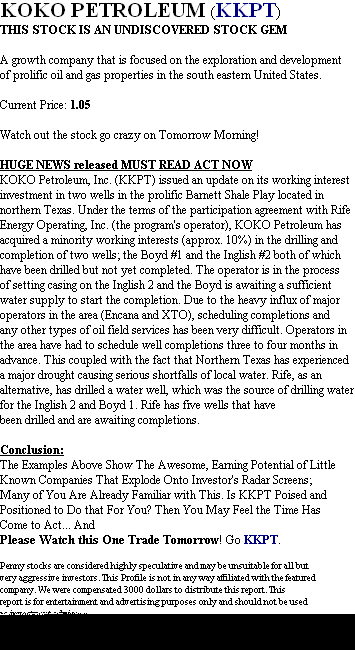 KOKO PETROLEUM (KKPT)
THIS STOCK IS AN UNDISCOVERED STOCK GEM
A growth company that is focused on the exploration and development
of prolific oil and gas properties in the south eastern United States.
Current Price: 1.05
Watch out the stock go crazy on Tomorrow Morning!
HUGE NEWS released MUST READ ACT NOW
KOKO Petroleum, Inc. (KKPT) issued an update on its working interest
investment in two wells in the prolific Barnett Shale Play located in
northern Texas. Under the terms of the participation agreement with Rife
Energy Operating, Inc. (the program's operator), KOKO Petroleum has
acquired a minority working interests (approx. 10%) in the drilling and
completion of two wells; the Boyd #1 and the Inglish #2 both of which
have been drilled but not yet completed. The operator is in the process
of setting casing on the Inglish 2 and the Boyd is awaiting a sufficient
water supply to start the completion. Due to the heavy influx of major
operators in the area (Encana and XTO), scheduling completions and
any other types of oil field services has been very difficult. Operators in
the area have had to schedule well completions three to four months in
advance. This coupled with the fact that Northern Texas has experienced
a major drought causing serious shortfalls of local water. Rife, as an
alternative, has drilled a water well, which was the source of drilling water
for the Inglish 2 and Boyd 1. Rife has five wells that have
been drilled and are awaiting completions.
Conclusion:
The Examples Above Show The Awesome, Earning Potential of Little
Known Companies That Explode Onto Investor's Radar Screens;
Many of You Are Already Familiar with This. Is KKPT Poised and
Positioned to Do that For You? Then You May Feel the Time Has
Come to Act... And
Please Watch this One Trade Tomorrow! Go KKPT.
Penny stocks are considered highly speculative and may be unsuitable for all but
very aggressive investors. This Profile is not in any way affiliated with the featured
company. We were compensated 3000 dollars to distribute this report. This
report is for entertainment and advertising purposes only and should not be used